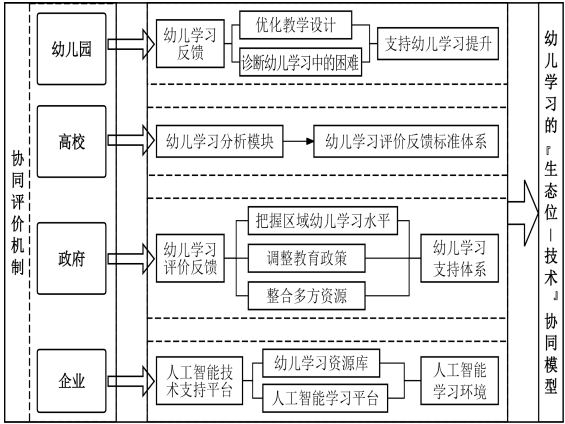 协同评价机制
幼儿园
幼儿学习
反馈
优化教学设计
诊断幼儿学习中的困难
支持幼儿学习提升
高校
幼儿学习分析模块
幼儿学习评价反馈标准体系
政府
幼儿学习
评价反馈
把握区域幼儿学习水平
调整教育政策
整合多方资源
幼儿学习
支持体系
企业
人工智能技
术支持平台
幼儿学习资源库
人工智能学习平台
人工智能
学习环境
幼儿学习的『生态位—技术』协同模型